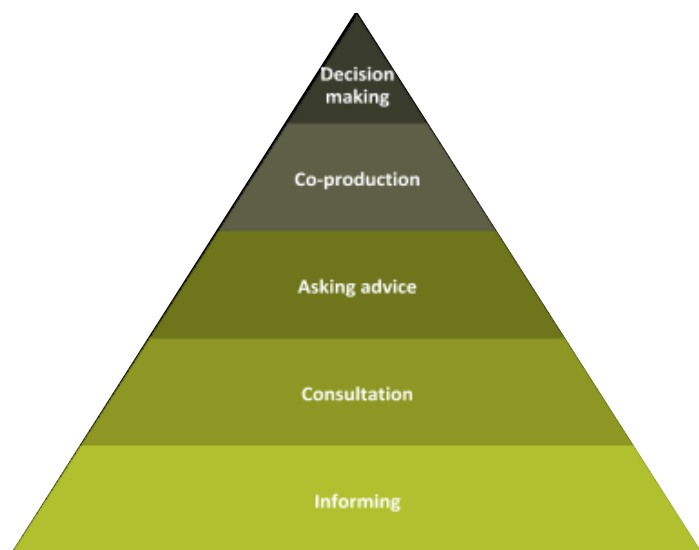 Decision
making
Co-production
Asking advice
Consultation
Informing